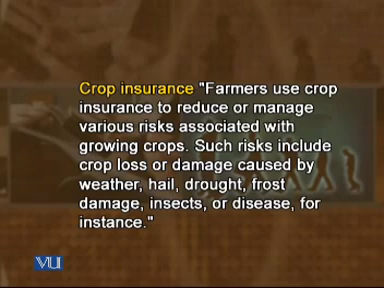 Crop insurance "Farmers use crop
insurance to reduce or manage
various risks associated with
growing crops. Such risks include
crop loss or damage caused by
weather, hail, drought, frost
damage, insects, or disease, for
instance."
VU